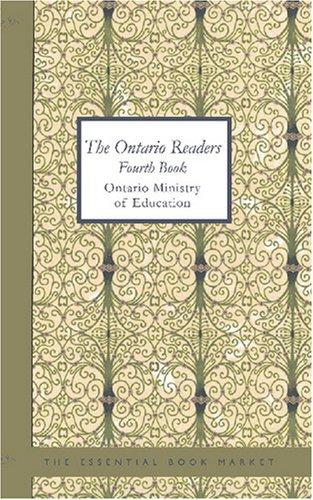 The Ontario Readers
Fourth Book
Ontario Ministry
of Education
THE ESSENTIAL BOOK MARKET